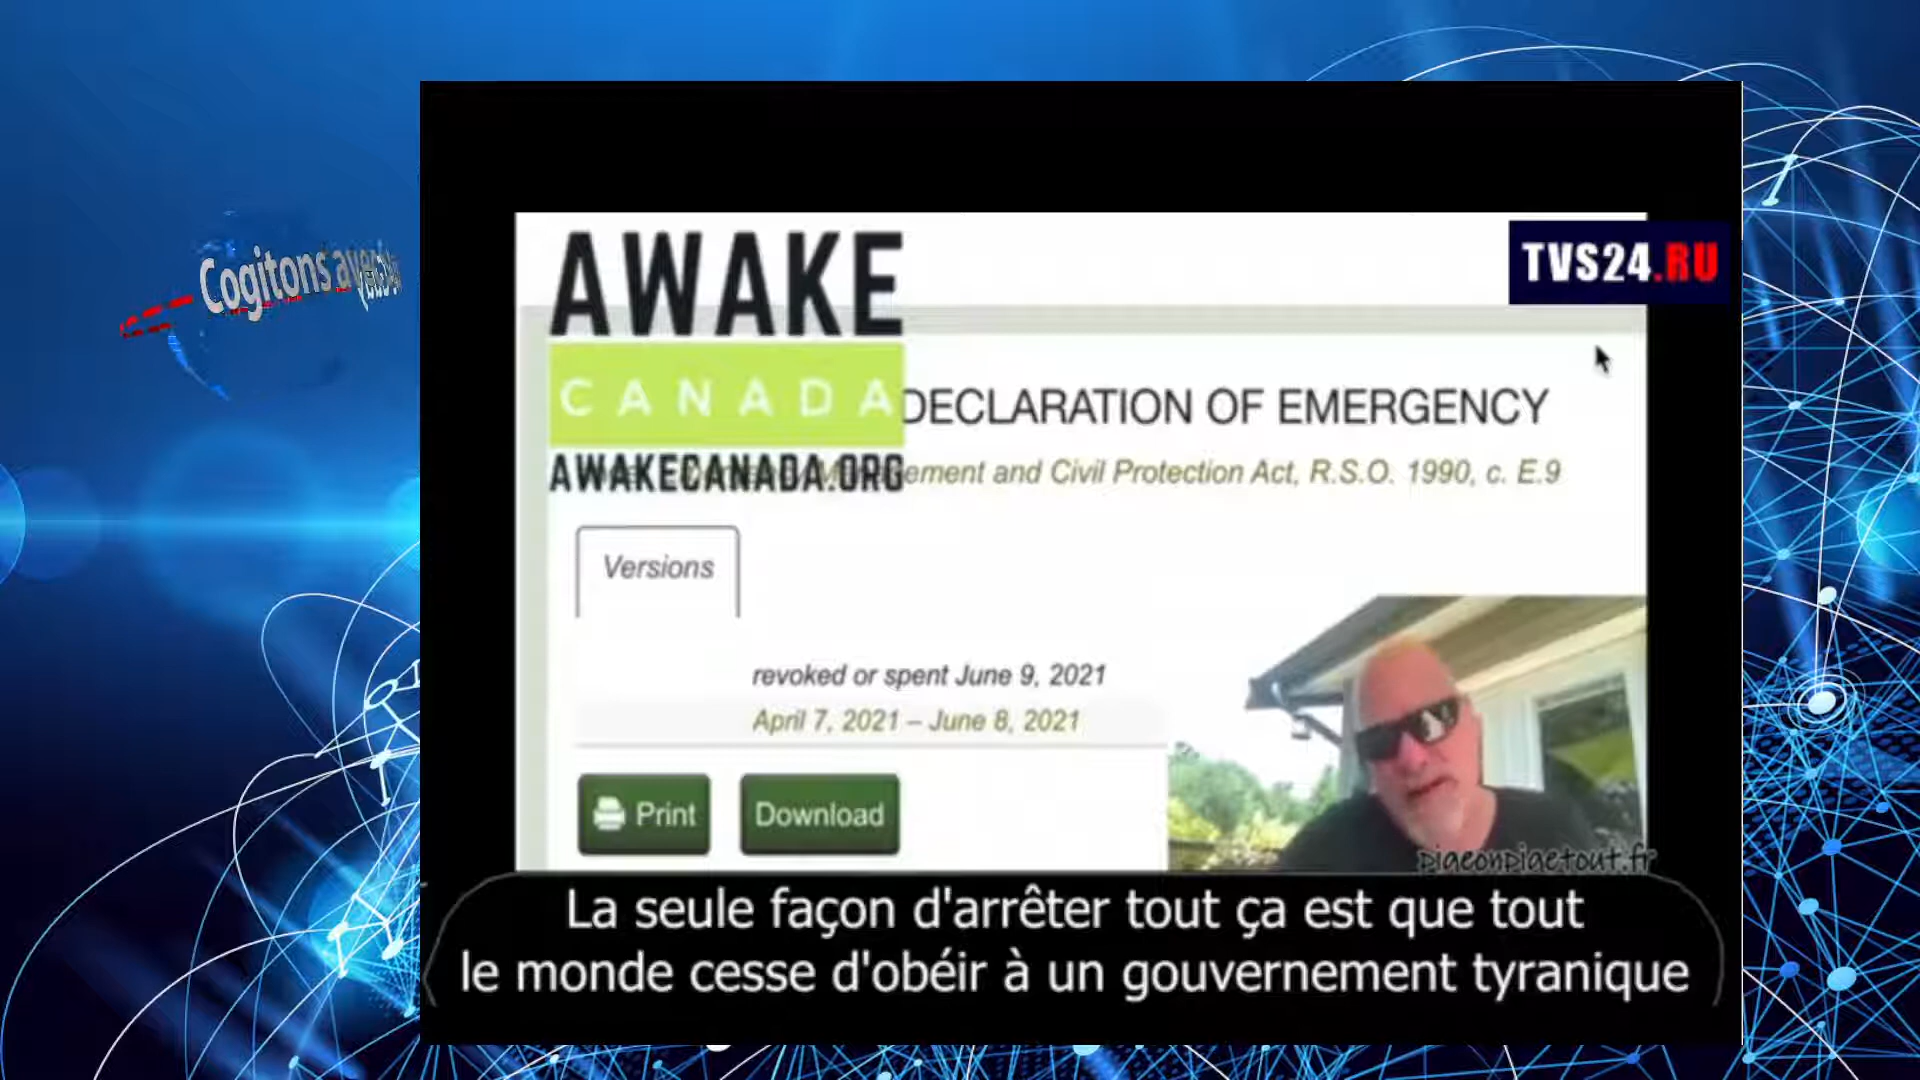 Cogitons
AWAKE
CANADA
AWAKECANADA.ORG
TVS24.RU
DECLARATION OF EMERGENCY
ement and Civil Protection Act, R.S.O. 1990, c. E.9
Versions
revoked or spent June 9, 2021
April 7, 2021 – June 8, 2021
Print
Download
pigeonpigetout.fr
La seule façon d'arrêter tout ça est que tout
le monde cesse d'obéir à un gouvernement tyranique